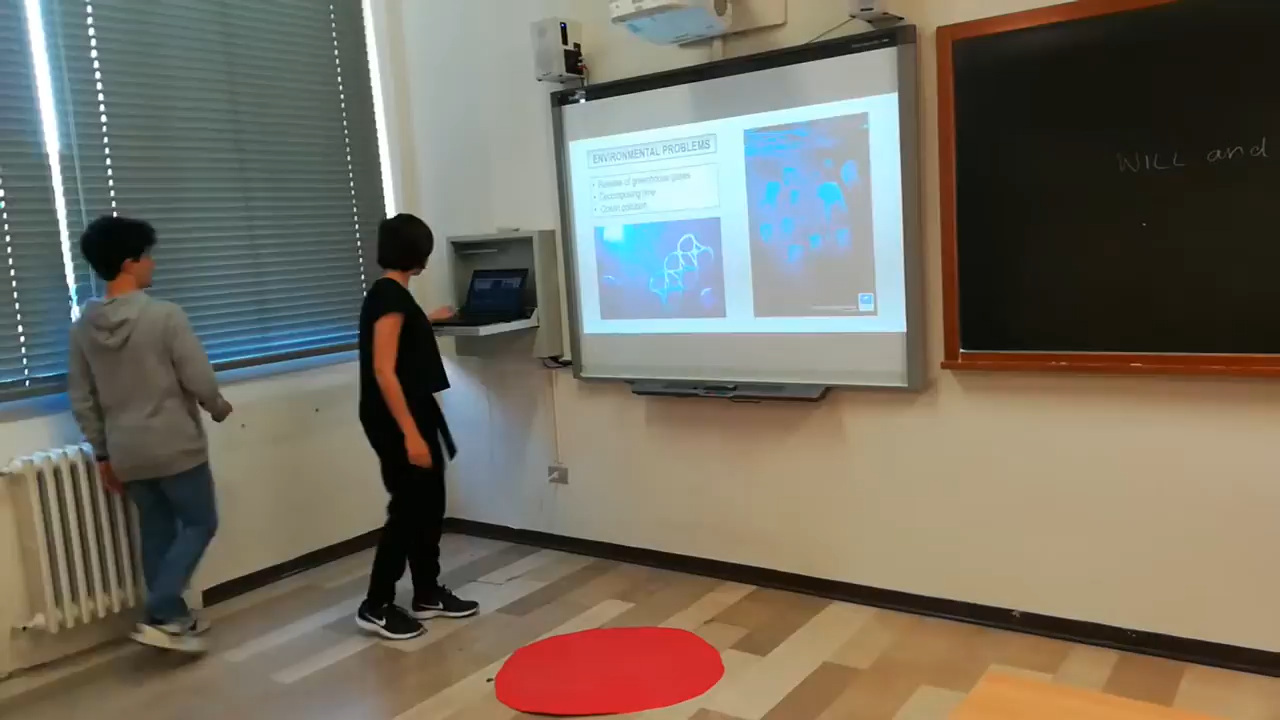 ENVIRONMENTAL PROBLEMS
• Release of greenhouse gases
• Decomposing time
• Ocean pollution
WILL and